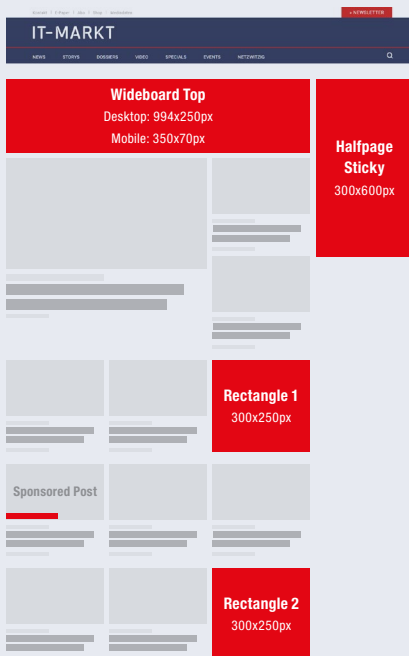 + NEWSLETTER
IT-MARKT
NEWS STORYS DOSSIERS VIDEO SPECIALS EVENTS NETZWITZIG
Wideboard Top
Desktop: 994x250px
Mobile: 350x70px
Halfpage
Sticky
300x600px
Rectangle 1
300x250px
Sponsored Post
Rectangle 2
300x250px